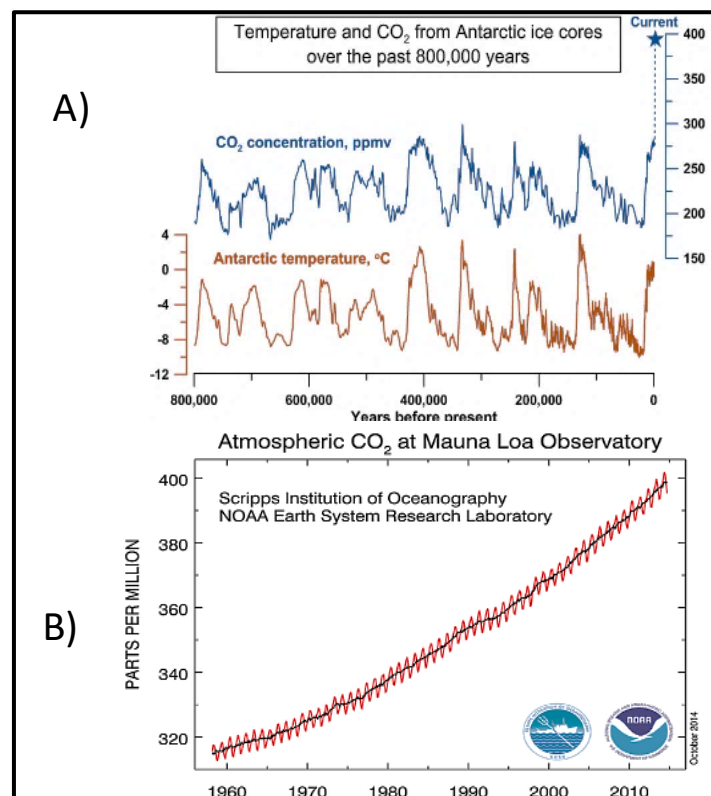 A)
Temperature and CO₂ from Antarctic ice cores
over the past 800,000 years
Current
400
350
300
250
200
150
CO₂ concentration, ppmv
4
0
-4
-8
-12
Antarctic temperature, °C
800,000 600,000 400,000 200,000 0
Years before present
B)
Atmospheric CO₂ at Mauna Loa Observatory
Scripps Institution of Oceanography
NOAA Earth System Research Laboratory
PARTS PER MILLION
400
380
360
340
320
1960 1970 1980 1990 2000 2010
NOAA
October 2014